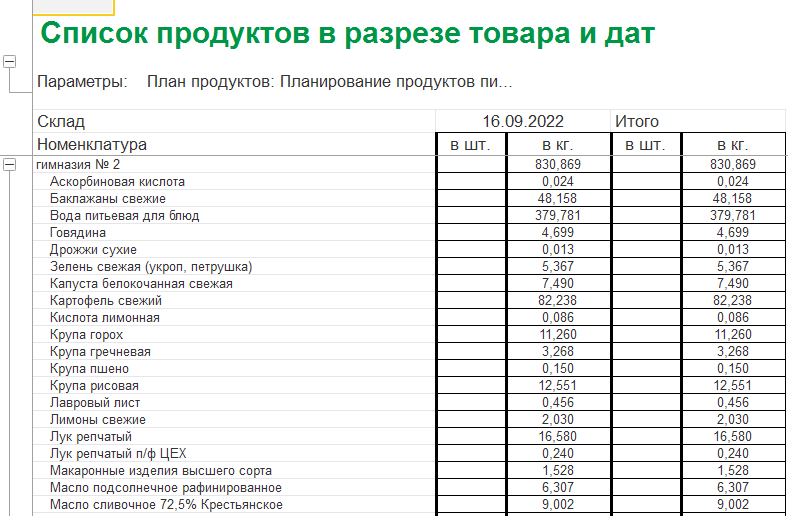 Список продуктов в разрезе товара и дат
Параметры: План продуктов: Планирование продуктов пи...
Склад 16.09.2022 Итого
Номенклатура в шт. в кг. в шт. в кг.
гимназия № 2 830,869 830,869
Аскорбиновая кислота 0,024 0,024
Баклажаны свежие 48,158 48,158
Вода питьевая для блюд 379,781 379,781
Говядина 4,699 4,699
Дрожжи сухие 0,013 0,013
Зелень свежая (укроп, петрушка) 5,367 5,367
Капуста белокочанная свежая 7,490 7,490
Картофель свежий 82,238 82,238
Кислота лимонная 0,086 0,086
Крупа горох 11,260 11,260
Крупа гречневая 3,268 3,268
Крупа пшено 0,150 0,150
Крупа рисовая 12,551 12,551
Лавровый лист 0,456 0,456
Лимоны свежие 2,030 2,030
Лук репчатый 16,580 16,580
Лук репчатый п/ф ЦЕХ 0,240 0,240
Макаронные изделия высшего сорта 1,528 1,528
Масло подсолнечное рафинированное 6,307 6,307
Масло сливочное 72,5% Крестьянское 9,002 9,002